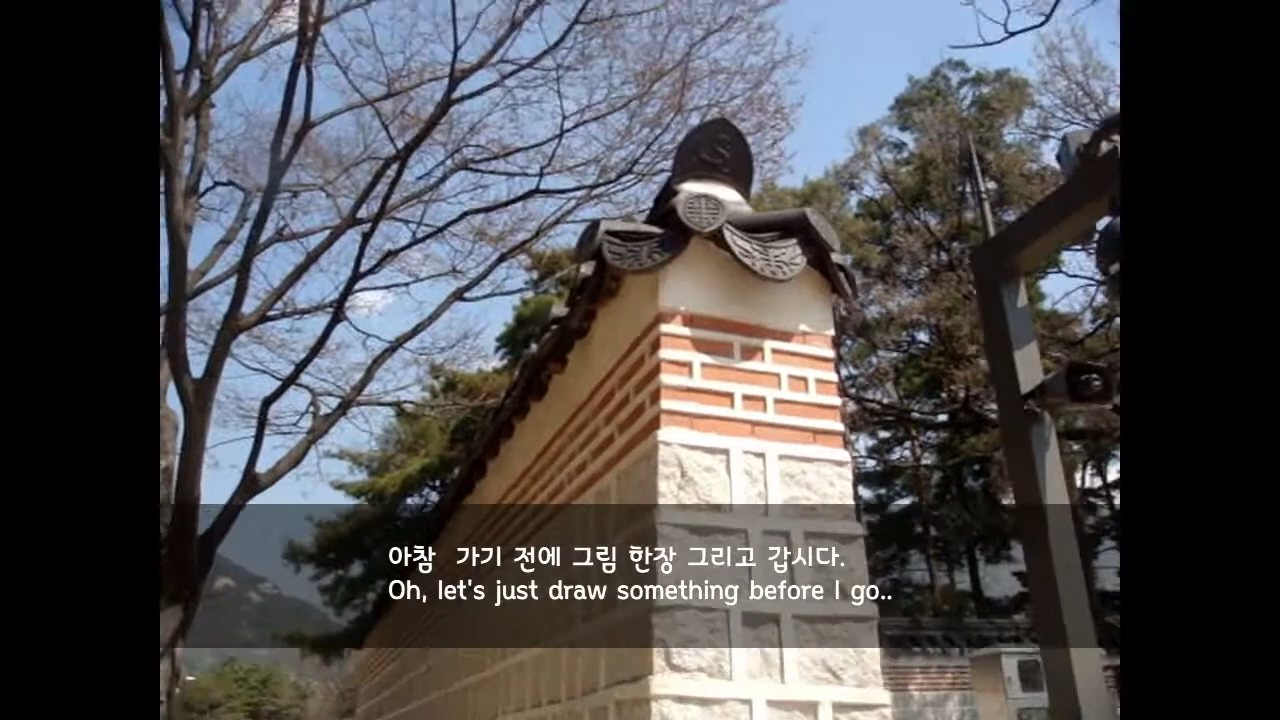 아참  가기 전에 그림 한장 그리고 갑시다.
Oh, let's just draw something before I go..